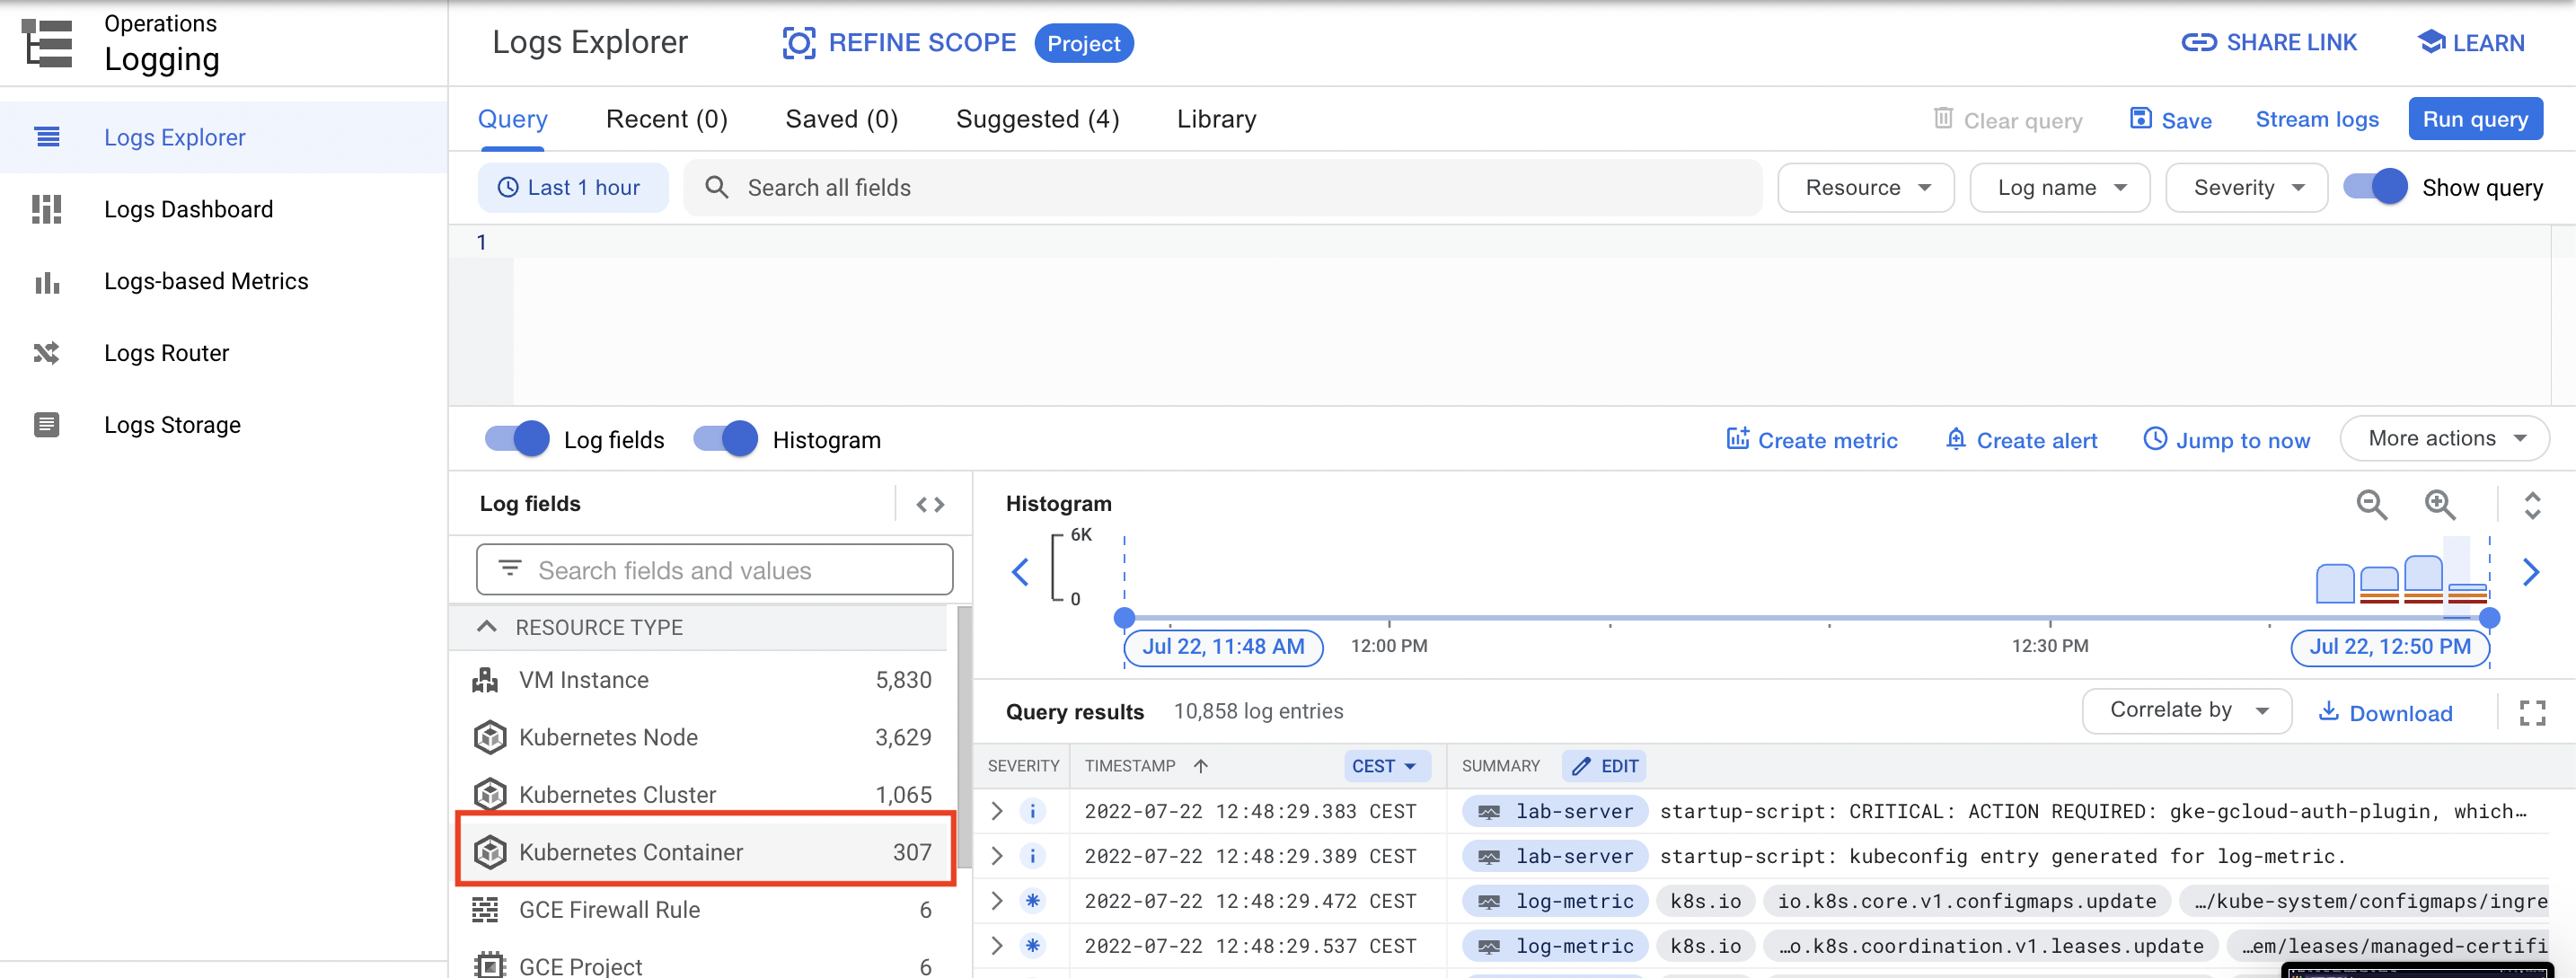 Operations
Logging
Logs Explorer
REFINE SCOPE
Project
SHARE LINK
LEARN
Logs Explorer
Logs Dashboard
Logs-based Metrics
Logs Router
Logs Storage
Query
Recent (0)
Saved (0)
Suggested (4)
Library
Clear query
Save
Stream logs
Run query
Last 1 hour
Search all fields
Resource
Log name
Severity
Show query
1
Log fields
Histogram
Create metric
Create alert
Jump to now
More actions
Log fields
Search fields and values
RESOURCE TYPE
VM Instance 5,830
Kubernetes Node 3,629
Kubernetes Cluster 1,065
Kubernetes Container 307
GCE Firewall Rule 6
GCE Project 6
Histogram
6K
0
Jul 22, 11:48 AM
12:00 PM
12:30 PM
Jul 22, 12:50 PM
Query results
10,858 log entries
Correlate by
Download
SEVERITY
TIMESTAMP
CEST
SUMMARY
EDIT
2022-07-22 12:48:29.383 CEST lab-server startup-script: CRITICAL: ACTION REQUIRED: gke-gcloud-auth-plugin, which…
2022-07-22 12:48:29.389 CEST lab-server startup-script: kubeconfig entry generated for log-metric.
2022-07-22 12:48:29.472 CEST log-metric k8s.io io.k8s.core.v1.configmaps.update …/kube-system/configmaps/ingre
2022-07-22 12:48:29.537 CEST log-metric k8s.io …o.k8s.coordination.v1.leases.update …em/leases/managed-certifi